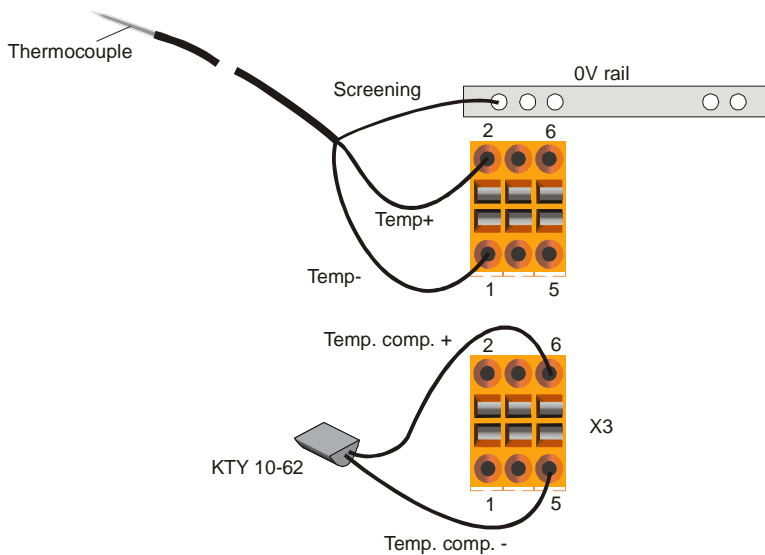 Thermocouple
Screening
0V rail
2 6
Temp+
Temp-
1 5
Temp. comp. +
2 6
X3
KTY 10-62
1 5
Temp. comp. -